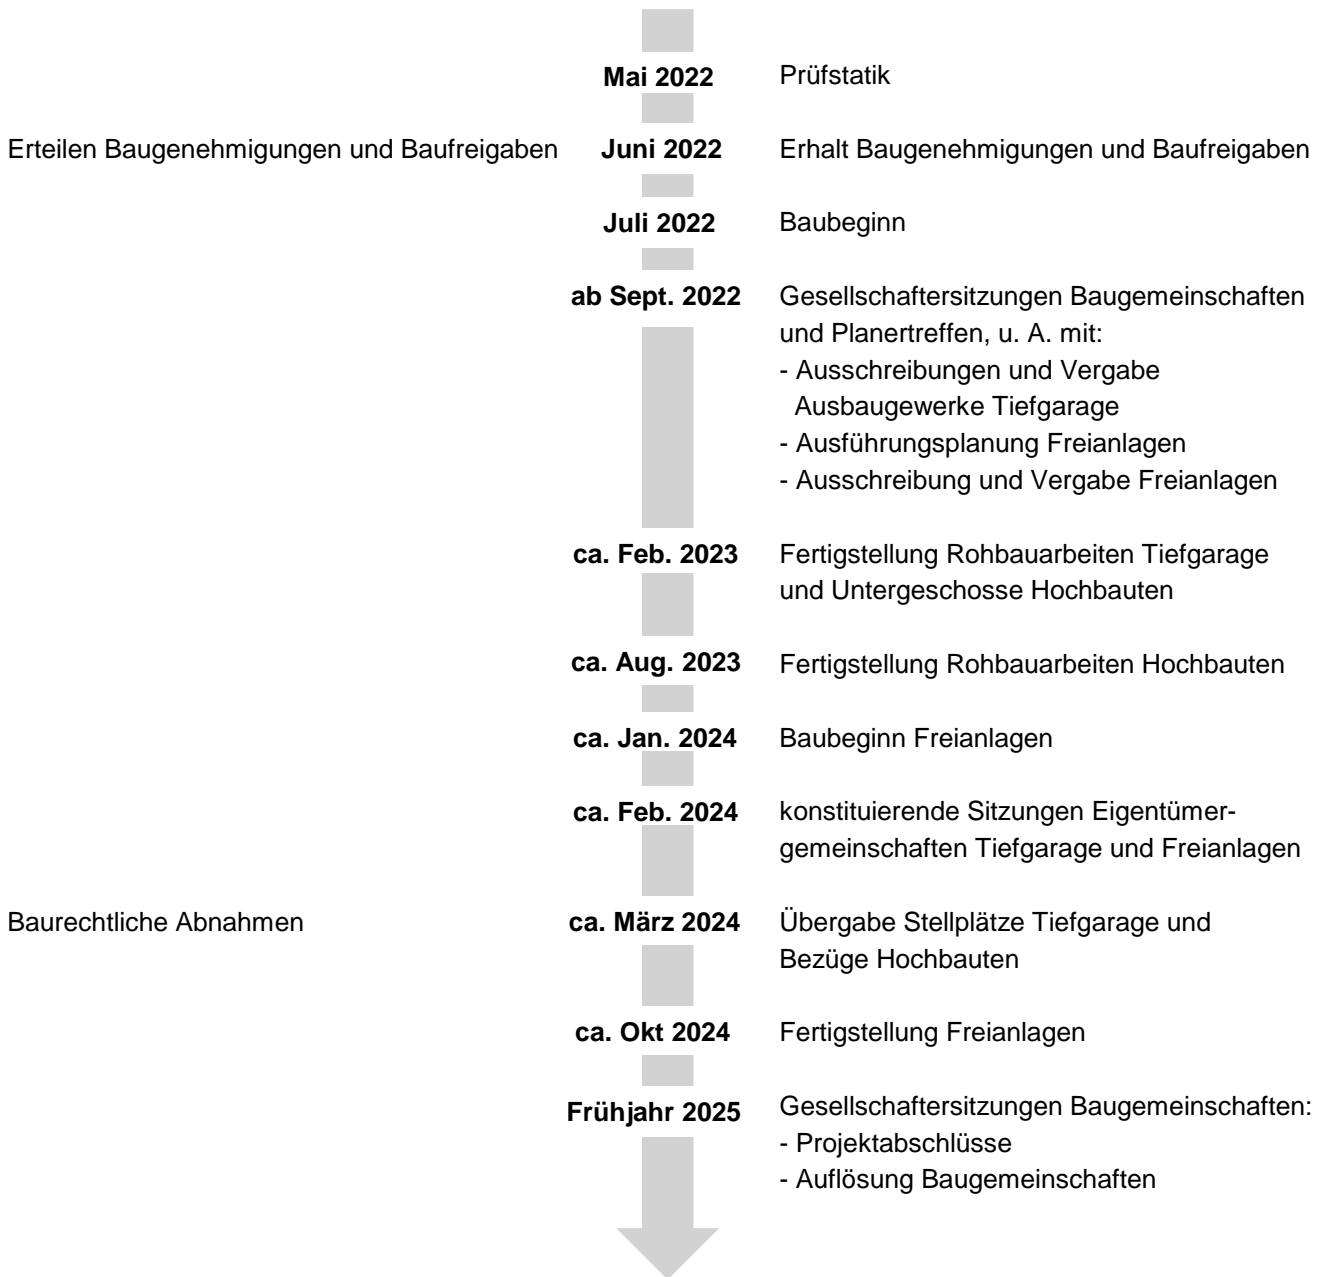 Mai 2022 Prüfstatik
Erteilen Baugenehmigungen und Baufreigaben Juni 2022 Erhalt Baugenehmigungen und Baufreigaben
Juli 2022 Baubeginn
ab Sept. 2022 Gesellschaftersitzungen Baugemeinschaften
und Planertreffen, u. A. mit:
- Ausschreibungen und Vergabe
Ausbaugewerke Tiefgarage
- Ausführungsplanung Freianlagen
- Ausschreibung und Vergabe Freianlagen
ca. Feb. 2023 Fertigstellung Rohbauarbeiten Tiefgarage
und Untergeschosse Hochbauten
ca. Aug. 2023 Fertigstellung Rohbauarbeiten Hochbauten
ca. Jan. 2024 Baubeginn Freianlagen
ca. Feb. 2024 konstituierende Sitzungen Eigentümer-
gemeinschaften Tiefgarage und Freianlagen
Baurechtliche Abnahmen ca. März 2024 Übergabe Stellplätze Tiefgarage und
Bezüge Hochbauten
ca. Okt 2024 Fertigstellung Freianlagen
Frühjahr 2025 Gesellschaftersitzungen Baugemeinschaften:
- Projektabschlüsse
- Auflösung Baugemeinschaften